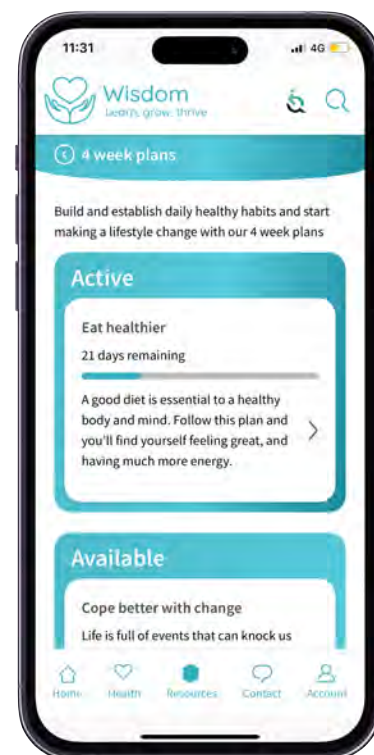 11:31
4G
Wisdom
Learn, grow, thrive
4 week plans
Build and establish daily healthy habits and start
making a lifestyle change with our 4 week plans
Active
Eat healthier
21 days remaining
A good diet is essential to a healthy
body and mind. Follow this plan and
you'll find yourself feeling great, and
having much more energy.
Available
Cope better with change
Life is full of events that can knock us
Home Health Resources Contact Account